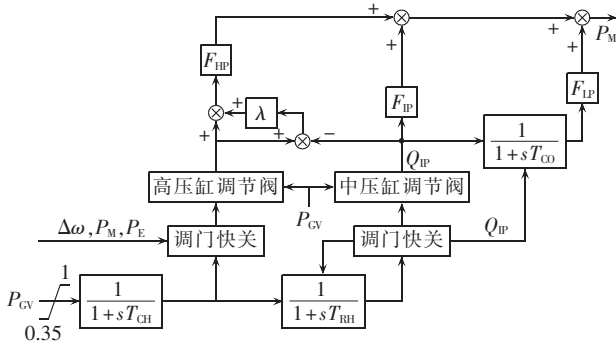 + + + P_M
+ +
F_HP F_LP
+ λ F_IP
+ + − 1/(1+sT_CO)
Q_IP
高压缸调节阀 中压缸调节阀
P_GV
Δω,P_M,P_E 调门快关 调门快关 Q_IP
1
P_GV 1/(1+sT_CH) 1/(1+sT_RH)
0.35